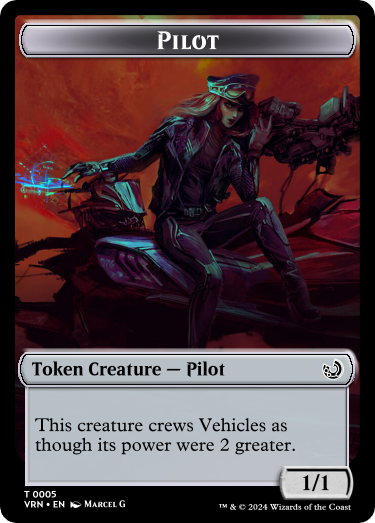 Pilot
Token Creature — Pilot
This creature crews Vehicles as
though its power were 2 greater.
1/1
T 0005
VRN • EN Marcel G
™ & © 2024 Wizards of the Coast